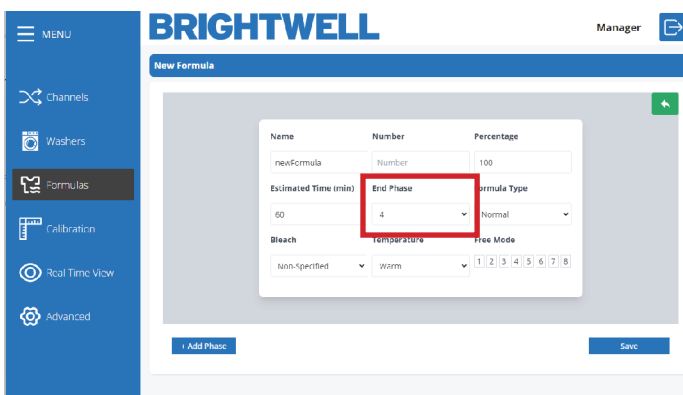 MENU
BRIGHTWELL
Manager
New Formula
Channels
Washers
Formulas
Calibration
Real Time View
Advanced
Name Number Percentage
newFormula Number 100
Estimated Time (min) End Phase Formula Type
60 4 Normal
Bleach Temperature Free Mode
Non-Specified Warm 1 2 3 4 5 6 7 8
+ Add Phase Save